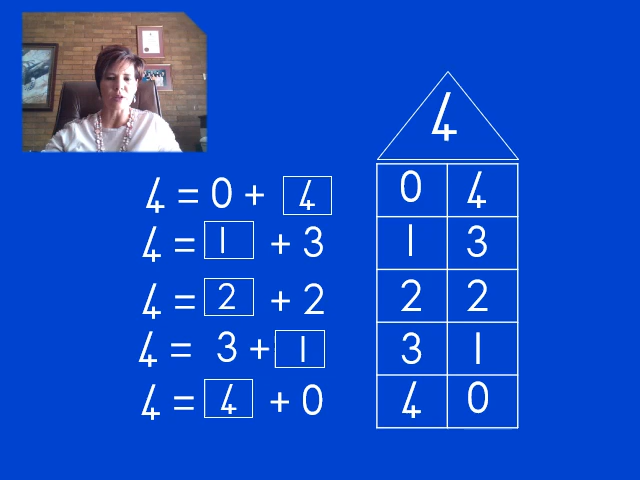 4 = 0 + 4
4 = 1 + 3
4 = 2 + 2
4 = 3 + 1
4 = 4 + 0
4
0 4
1 3
2 2
3 1
4 0